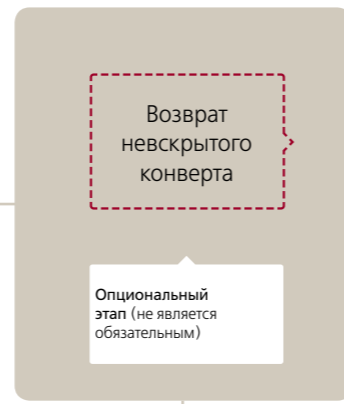 Возврат
невскрытого
конверта
Опциональный
этап (не является
обязательным)